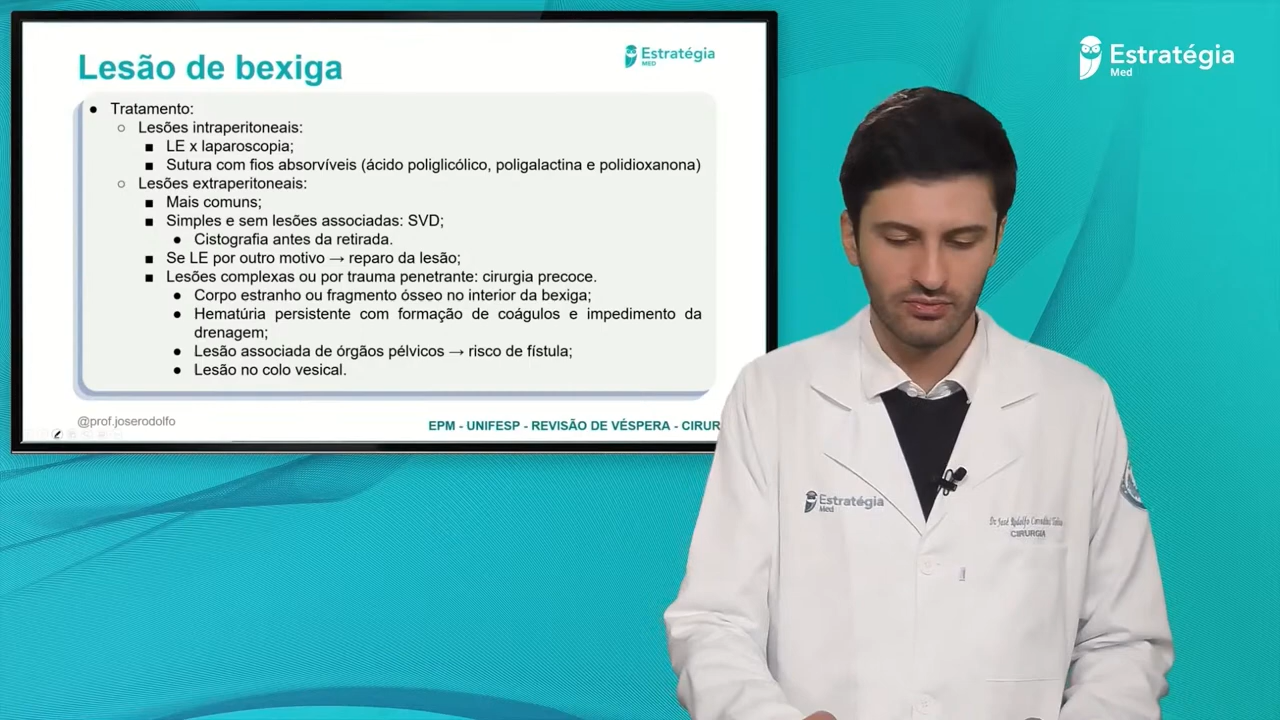 Lesão de bexiga
Estratégia
MED
● Tratamento:
○ Lesões intraperitoneais:
■ LE x laparoscopia;
■ Sutura com fios absorvíveis (ácido poliglicólico, poligalactina e polidioxanona)
○ Lesões extraperitoneais:
■ Mais comuns;
■ Simples e sem lesões associadas: SVD;
● Cistografia antes da retirada.
■ Se LE por outro motivo → reparo da lesão;
■ Lesões complexas ou por trauma penetrante: cirurgia precoce.
● Corpo estranho ou fragmento ósseo no interior da bexiga;
● Hematúria persistente com formação de coágulos e impedimento da
drenagem;
● Lesão associada de órgãos pélvicos → risco de fístula;
● Lesão no colo vesical.
@prof.joserodolfo
EPM - UNIFESP - REVISÃO DE VÉSPERA - CIRUR
Estratégia
Med
Estratégia
Med
Dr. José Rodolfo
CIRURGIA